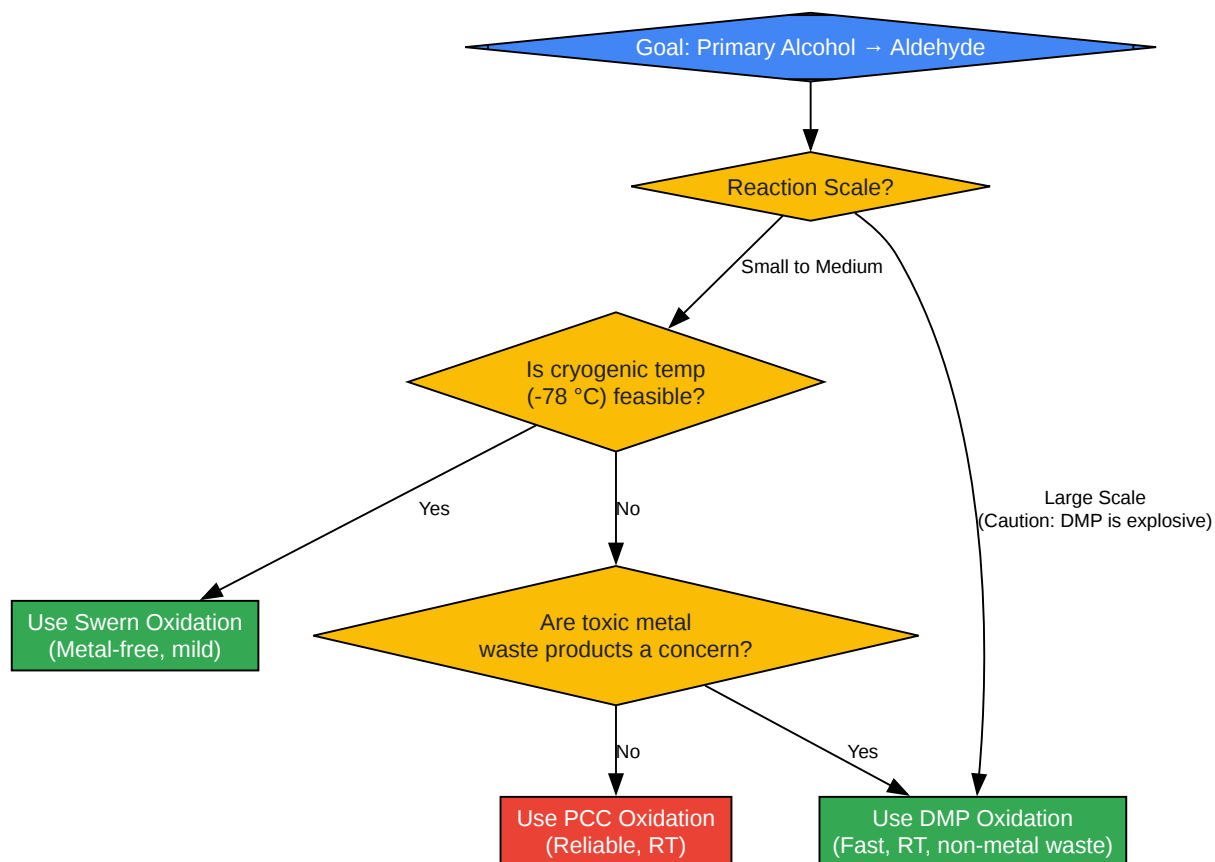 Goal: Primary Alcohol → Aldehyde
Reaction Scale?
Small to Medium
Is cryogenic temp
(-78 °C) feasible?
Large Scale
(Caution: DMP is explosive)
Yes
No
Use Swern Oxidation
(Metal-free, mild)
Are toxic metal
waste products a concern?
No
Yes
Use PCC Oxidation
(Reliable, RT)
Use DMP Oxidation
(Fast, RT, non-metal waste)